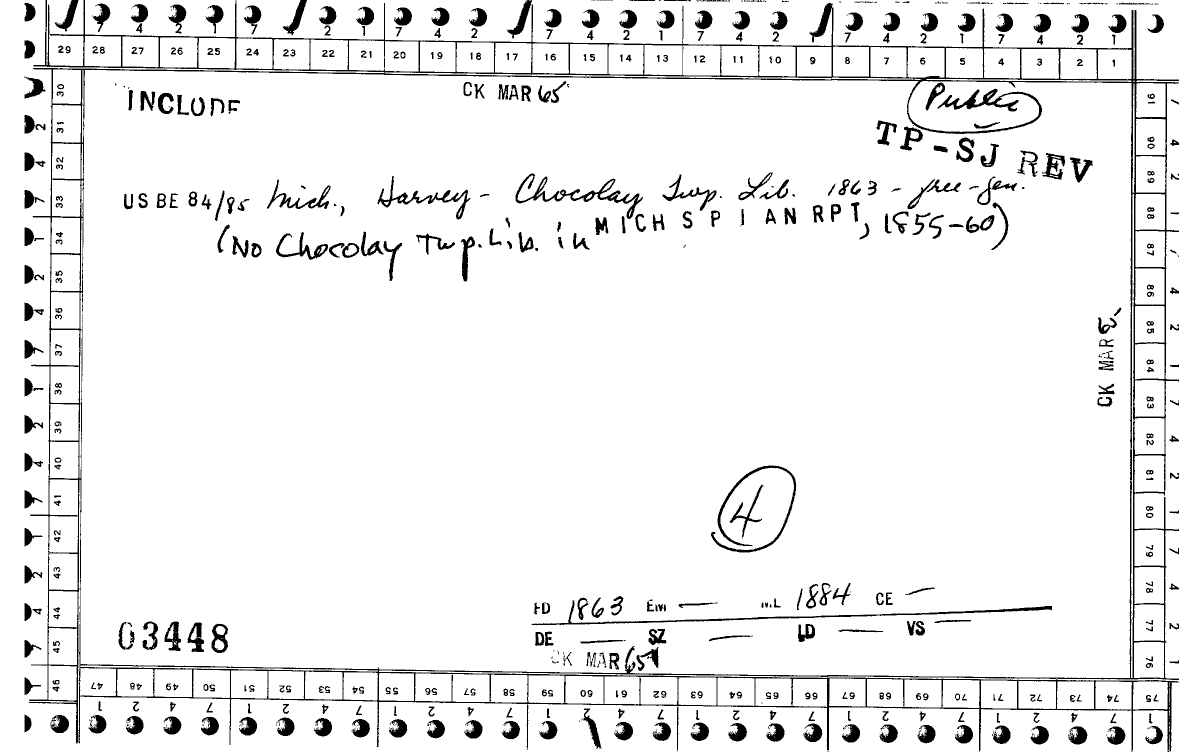 7 4 2 1 7 4 2 1 7 4 2 1 7 4 2 1 7 4 2 1 7 4 2 1
29 28 27 26 25 24 23 22 21 20 19 18 17 16 15 14 13 12 11 10 9 8 7 6 5 4 3 2 1
INCLUDE
CK MAR 65
Public
TP-SJ REV
US BE 84/85 Mich., Harvey - Chocolay Twp. Lib. 1863 - free-gen.
(No Chocolay Twp. Lib. in MICH S P I AN RPT, 1855-60)
CK MAR 65
4
FD 1863 EM — ML 1884 CE —
DE — SZ — LD — VS —
03448
CK MAR 65
30 31 32 33 34 35 36 37 38 39 40 41 42 43 44 45 46
91 90 89 88 87 86 85 84 83 82 81 80 79 78 77 76
47 48 49 50 51 52 53 54 55 56 57 58 59 60 61 62 63 64 65 66 67 68 69 70 71 72 73 74 75
1 2 4 7 1 2 4 7 1 2 4 7 1 2 4 7 1 2 4 7 1 2 4 7 1 2 4 7 1